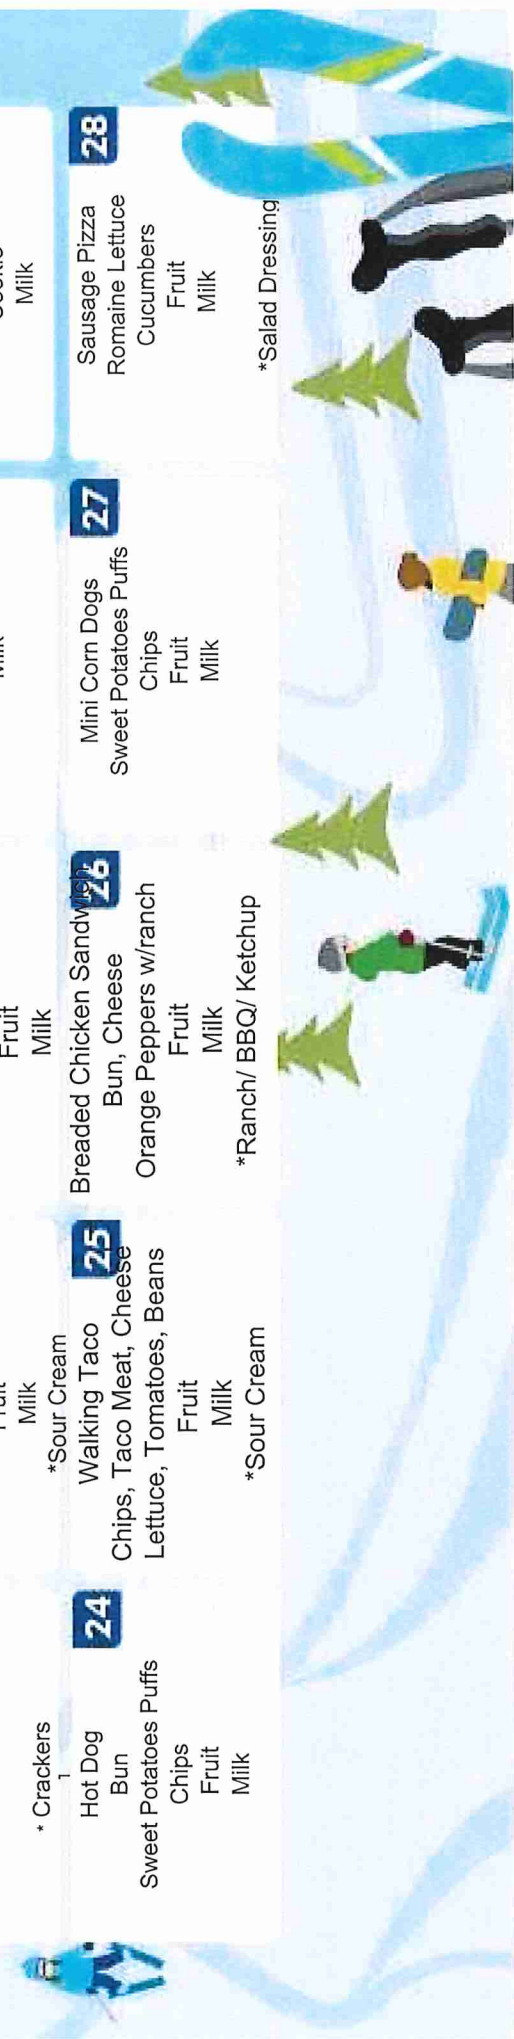 * Crackers
1
Milk
*Sour Cream
Fruit
Milk
Milk
24
Hot Dog
Bun
Sweet Potatoes Puffs
Chips
Fruit
Milk
25
Walking Taco
Chips, Taco Meat, Cheese
Lettuce, Tomatoes, Beans
Fruit
Milk
*Sour Cream
26
Breaded Chicken Sandwich
Bun, Cheese
Orange Peppers w/ranch
Fruit
Milk
*Ranch/ BBQ/ Ketchup
27
Mini Corn Dogs
Sweet Potatoes Puffs
Chips
Fruit
Milk
28
Sausage Pizza
Romaine Lettuce
Cucumbers
Fruit
Milk
*Salad Dressing